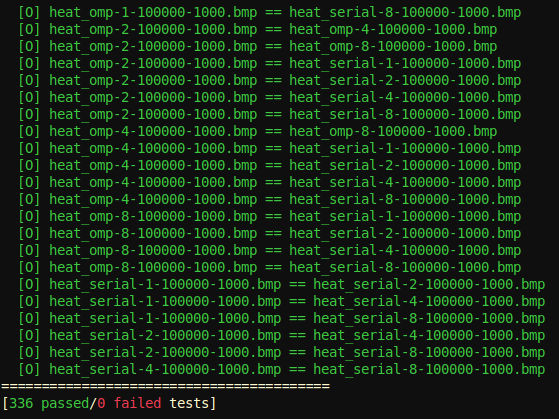 [O] heat_omp-1-100000-1000.bmp == heat_serial-8-100000-1000.bmp
[O] heat_omp-2-100000-1000.bmp == heat_omp-4-100000-1000.bmp
[O] heat_omp-2-100000-1000.bmp == heat_omp-8-100000-1000.bmp
[O] heat_omp-2-100000-1000.bmp == heat_serial-1-100000-1000.bmp
[O] heat_omp-2-100000-1000.bmp == heat_serial-2-100000-1000.bmp
[O] heat_omp-2-100000-1000.bmp == heat_serial-4-100000-1000.bmp
[O] heat_omp-2-100000-1000.bmp == heat_serial-8-100000-1000.bmp
[O] heat_omp-4-100000-1000.bmp == heat_omp-8-100000-1000.bmp
[O] heat_omp-4-100000-1000.bmp == heat_serial-1-100000-1000.bmp
[O] heat_omp-4-100000-1000.bmp == heat_serial-2-100000-1000.bmp
[O] heat_omp-4-100000-1000.bmp == heat_serial-4-100000-1000.bmp
[O] heat_omp-4-100000-1000.bmp == heat_serial-8-100000-1000.bmp
[O] heat_omp-8-100000-1000.bmp == heat_serial-1-100000-1000.bmp
[O] heat_omp-8-100000-1000.bmp == heat_serial-2-100000-1000.bmp
[O] heat_omp-8-100000-1000.bmp == heat_serial-4-100000-1000.bmp
[O] heat_omp-8-100000-1000.bmp == heat_serial-8-100000-1000.bmp
[O] heat_serial-1-100000-1000.bmp == heat_serial-2-100000-1000.bmp
[O] heat_serial-1-100000-1000.bmp == heat_serial-4-100000-1000.bmp
[O] heat_serial-1-100000-1000.bmp == heat_serial-8-100000-1000.bmp
[O] heat_serial-2-100000-1000.bmp == heat_serial-4-100000-1000.bmp
[O] heat_serial-2-100000-1000.bmp == heat_serial-8-100000-1000.bmp
[O] heat_serial-4-100000-1000.bmp == heat_serial-8-100000-1000.bmp
=========================================
[336 passed/0 failed tests]